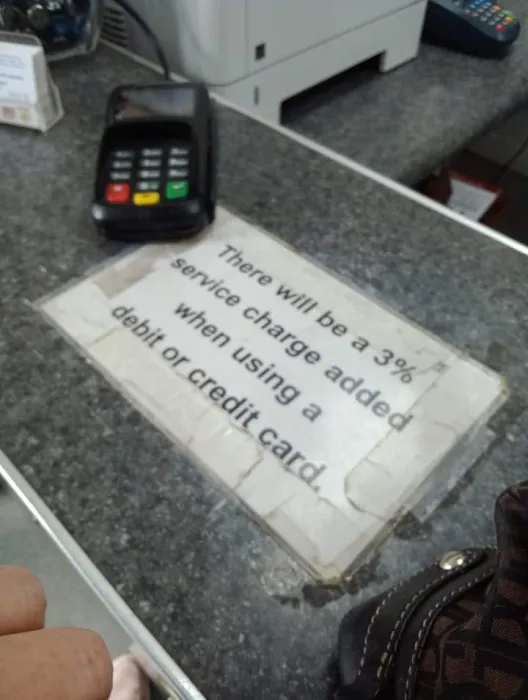 There will be a 3%
service charge added
when using a
debit or credit card.